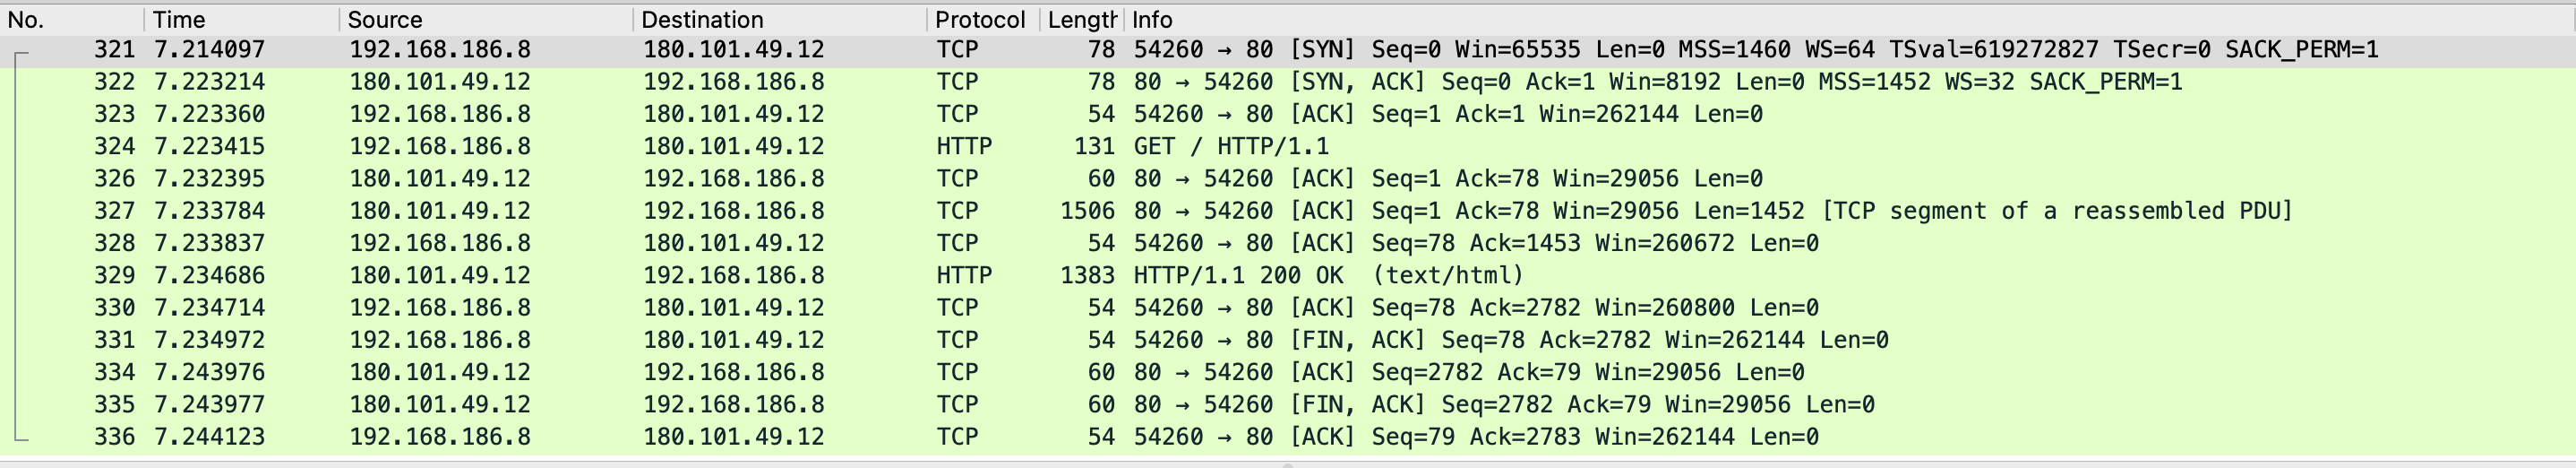 No. Time Source Destination Protocol Length Info
321 7.214097 192.168.186.8 180.101.49.12 TCP 78 54260 → 80 [SYN] Seq=0 Win=65535 Len=0 MSS=1460 WS=64 TSval=619272827 TSecr=0 SACK_PERM=1
322 7.223214 180.101.49.12 192.168.186.8 TCP 78 80 → 54260 [SYN, ACK] Seq=0 Ack=1 Win=8192 Len=0 MSS=1452 WS=32 SACK_PERM=1
323 7.223360 192.168.186.8 180.101.49.12 TCP 54 54260 → 80 [ACK] Seq=1 Ack=1 Win=262144 Len=0
324 7.223415 192.168.186.8 180.101.49.12 HTTP 131 GET / HTTP/1.1
326 7.232395 180.101.49.12 192.168.186.8 TCP 60 80 → 54260 [ACK] Seq=1 Ack=78 Win=29056 Len=0
327 7.233784 180.101.49.12 192.168.186.8 TCP 1506 80 → 54260 [ACK] Seq=1 Ack=78 Win=29056 Len=1452 [TCP segment of a reassembled PDU]
328 7.233837 192.168.186.8 180.101.49.12 TCP 54 54260 → 80 [ACK] Seq=78 Ack=1453 Win=260672 Len=0
329 7.234686 180.101.49.12 192.168.186.8 HTTP 1383 HTTP/1.1 200 OK (text/html)
330 7.234714 192.168.186.8 180.101.49.12 TCP 54 54260 → 80 [ACK] Seq=78 Ack=2782 Win=260800 Len=0
331 7.234972 192.168.186.8 180.101.49.12 TCP 54 54260 → 80 [FIN, ACK] Seq=78 Ack=2782 Win=262144 Len=0
334 7.243976 180.101.49.12 192.168.186.8 TCP 60 80 → 54260 [ACK] Seq=2782 Ack=79 Win=29056 Len=0
335 7.243977 180.101.49.12 192.168.186.8 TCP 60 80 → 54260 [FIN, ACK] Seq=2782 Ack=79 Win=29056 Len=0
336 7.244123 192.168.186.8 180.101.49.12 TCP 54 54260 → 80 [ACK] Seq=79 Ack=2783 Win=262144 Len=0